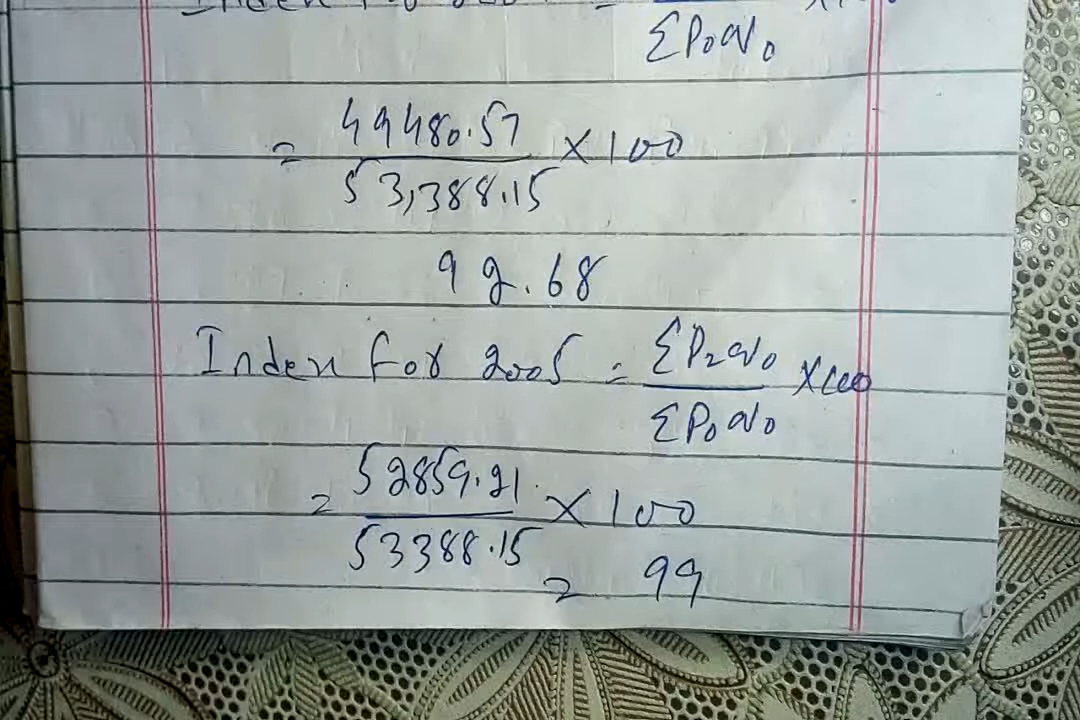 ΣP₀q₀
= 49480.57 / 53,388.15 × 100
92.68
Index for 2005 = ΣP₂q₀ / ΣP₀q₀ × 100
= 52859.21 / 53388.15 × 100
= 99